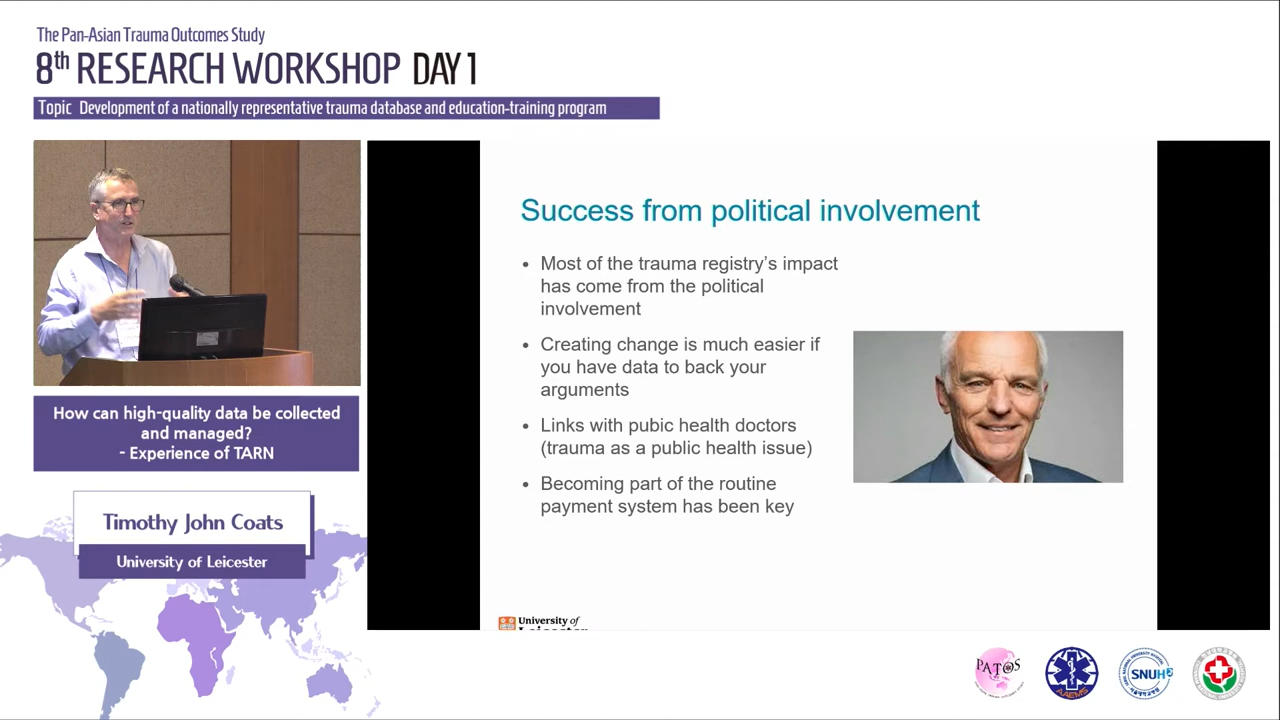 The Pan-Asian Trauma Outcomes Study
8th RESEARCH WORKSHOP DAY 1
Topic Development of a nationally representative trauma database and education-training program
How can high-quality data be collected
and managed?
- Experience of TARN
Timothy John Coats
University of Leicester
Success from political involvement
• Most of the trauma registry's impact
has come from the political
involvement
• Creating change is much easier if
you have data to back your
arguments
• Links with pubic health doctors
(trauma as a public health issue)
• Becoming part of the routine
payment system has been key
University of
Leicester
PATOS
AAEMS
SNUH